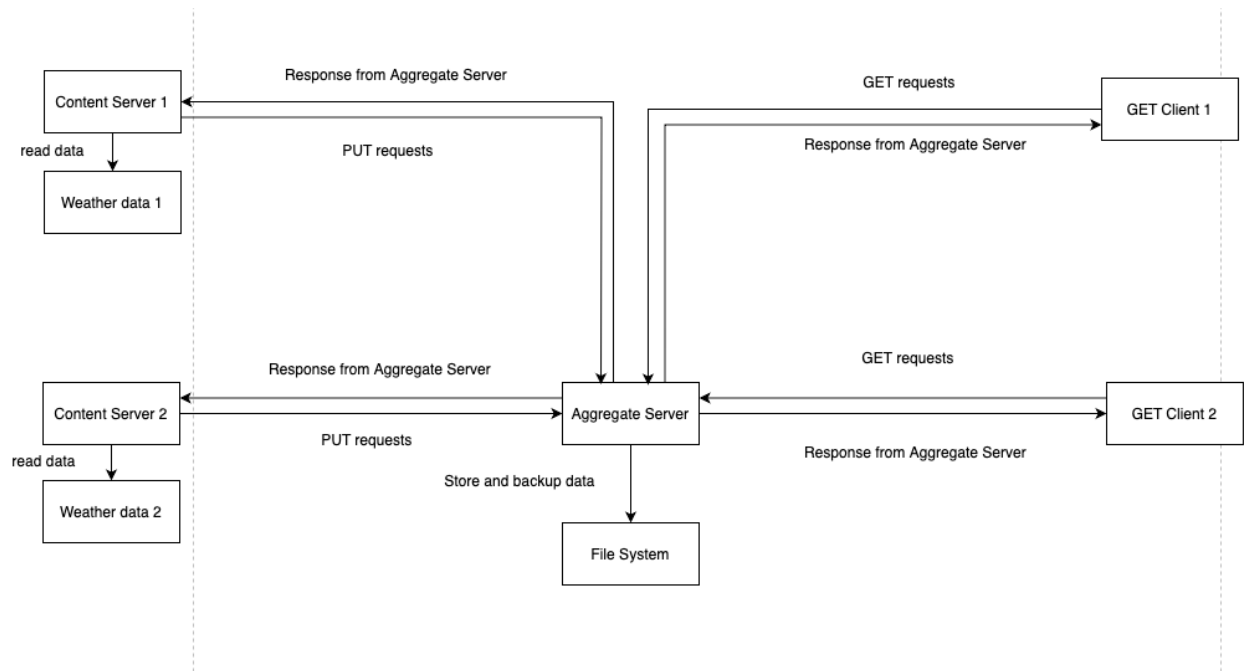 Response from Aggregate Server
GET requests
Content Server 1
GET Client 1
PUT requests
Response from Aggregate Server
read data
Weather data 1
Response from Aggregate Server
GET requests
Content Server 2
Aggregate Server
GET Client 2
PUT requests
Response from Aggregate Server
read data
Store and backup data
Weather data 2
File System